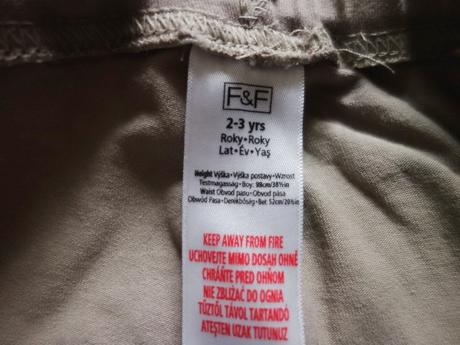 F&F
2-3 yrs
Roky•Roky
Lat•Év•Yaş
Height Výška•Výška postavy•Wzrost
Testmagasság•Boy: 98cm/38½in
Waist Obvod pasu•Obvod pása
Obwód Pasa•Derekbőség•Bel: 52cm/20½in
KEEP AWAY FROM FIRE
UCHOVEJTE MIMO DOSAH OHNĚ
CHRÁŇTE PRED OHŇOM
NIE ZBLIŻAĆ DO OGNIA
TŰZTŐL TÁVOL TARTANDÓ
ATEŞTEN UZAK TUTUNUZ